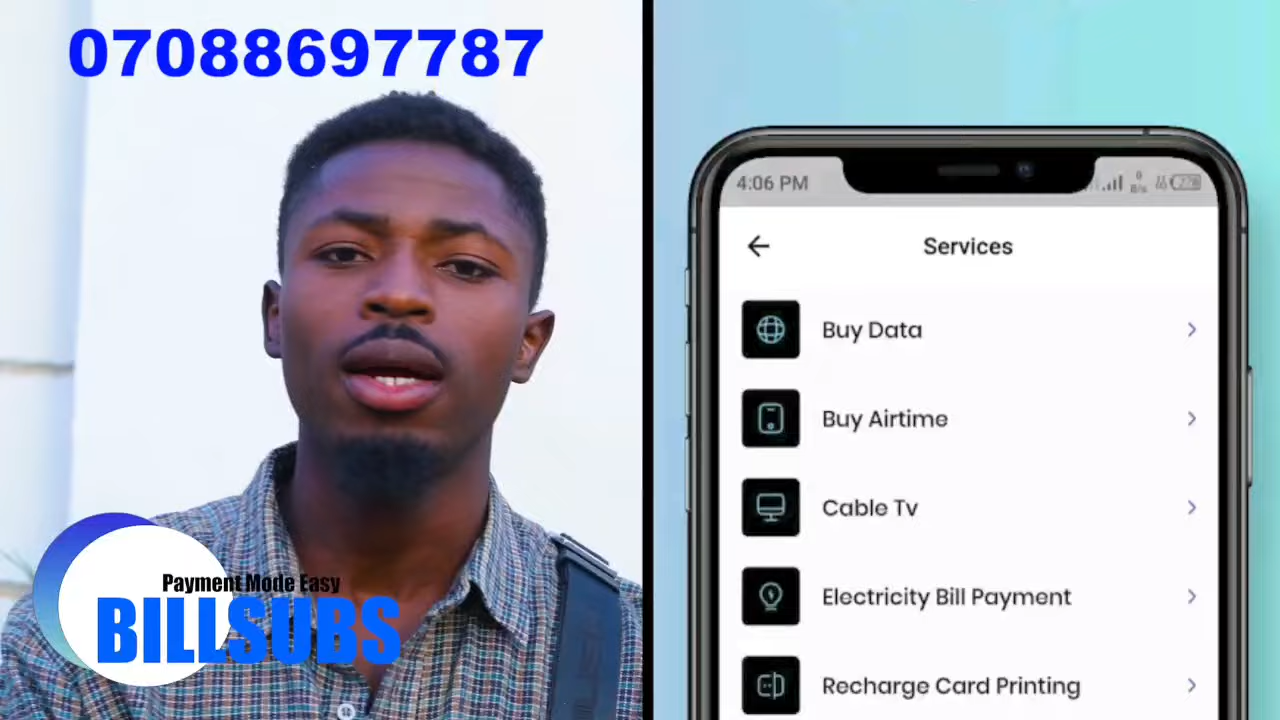 07088697787
Payment Mode Easy
BILLSUBS
4:06 PM
Services
Buy Data
Buy Airtime
Cable Tv
Electricity Bill Payment
Recharge Card Printing